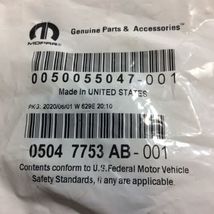 MOPAR
Genuine Parts & Accessories
0050055047-001
Made in UNITED STATES
PKG: 2020/06/01 W 629E 20:10
0504 7753 AB-001
Contents conform to U.S. Federal Motor Vehicle
Safety Standards, if any are applicable